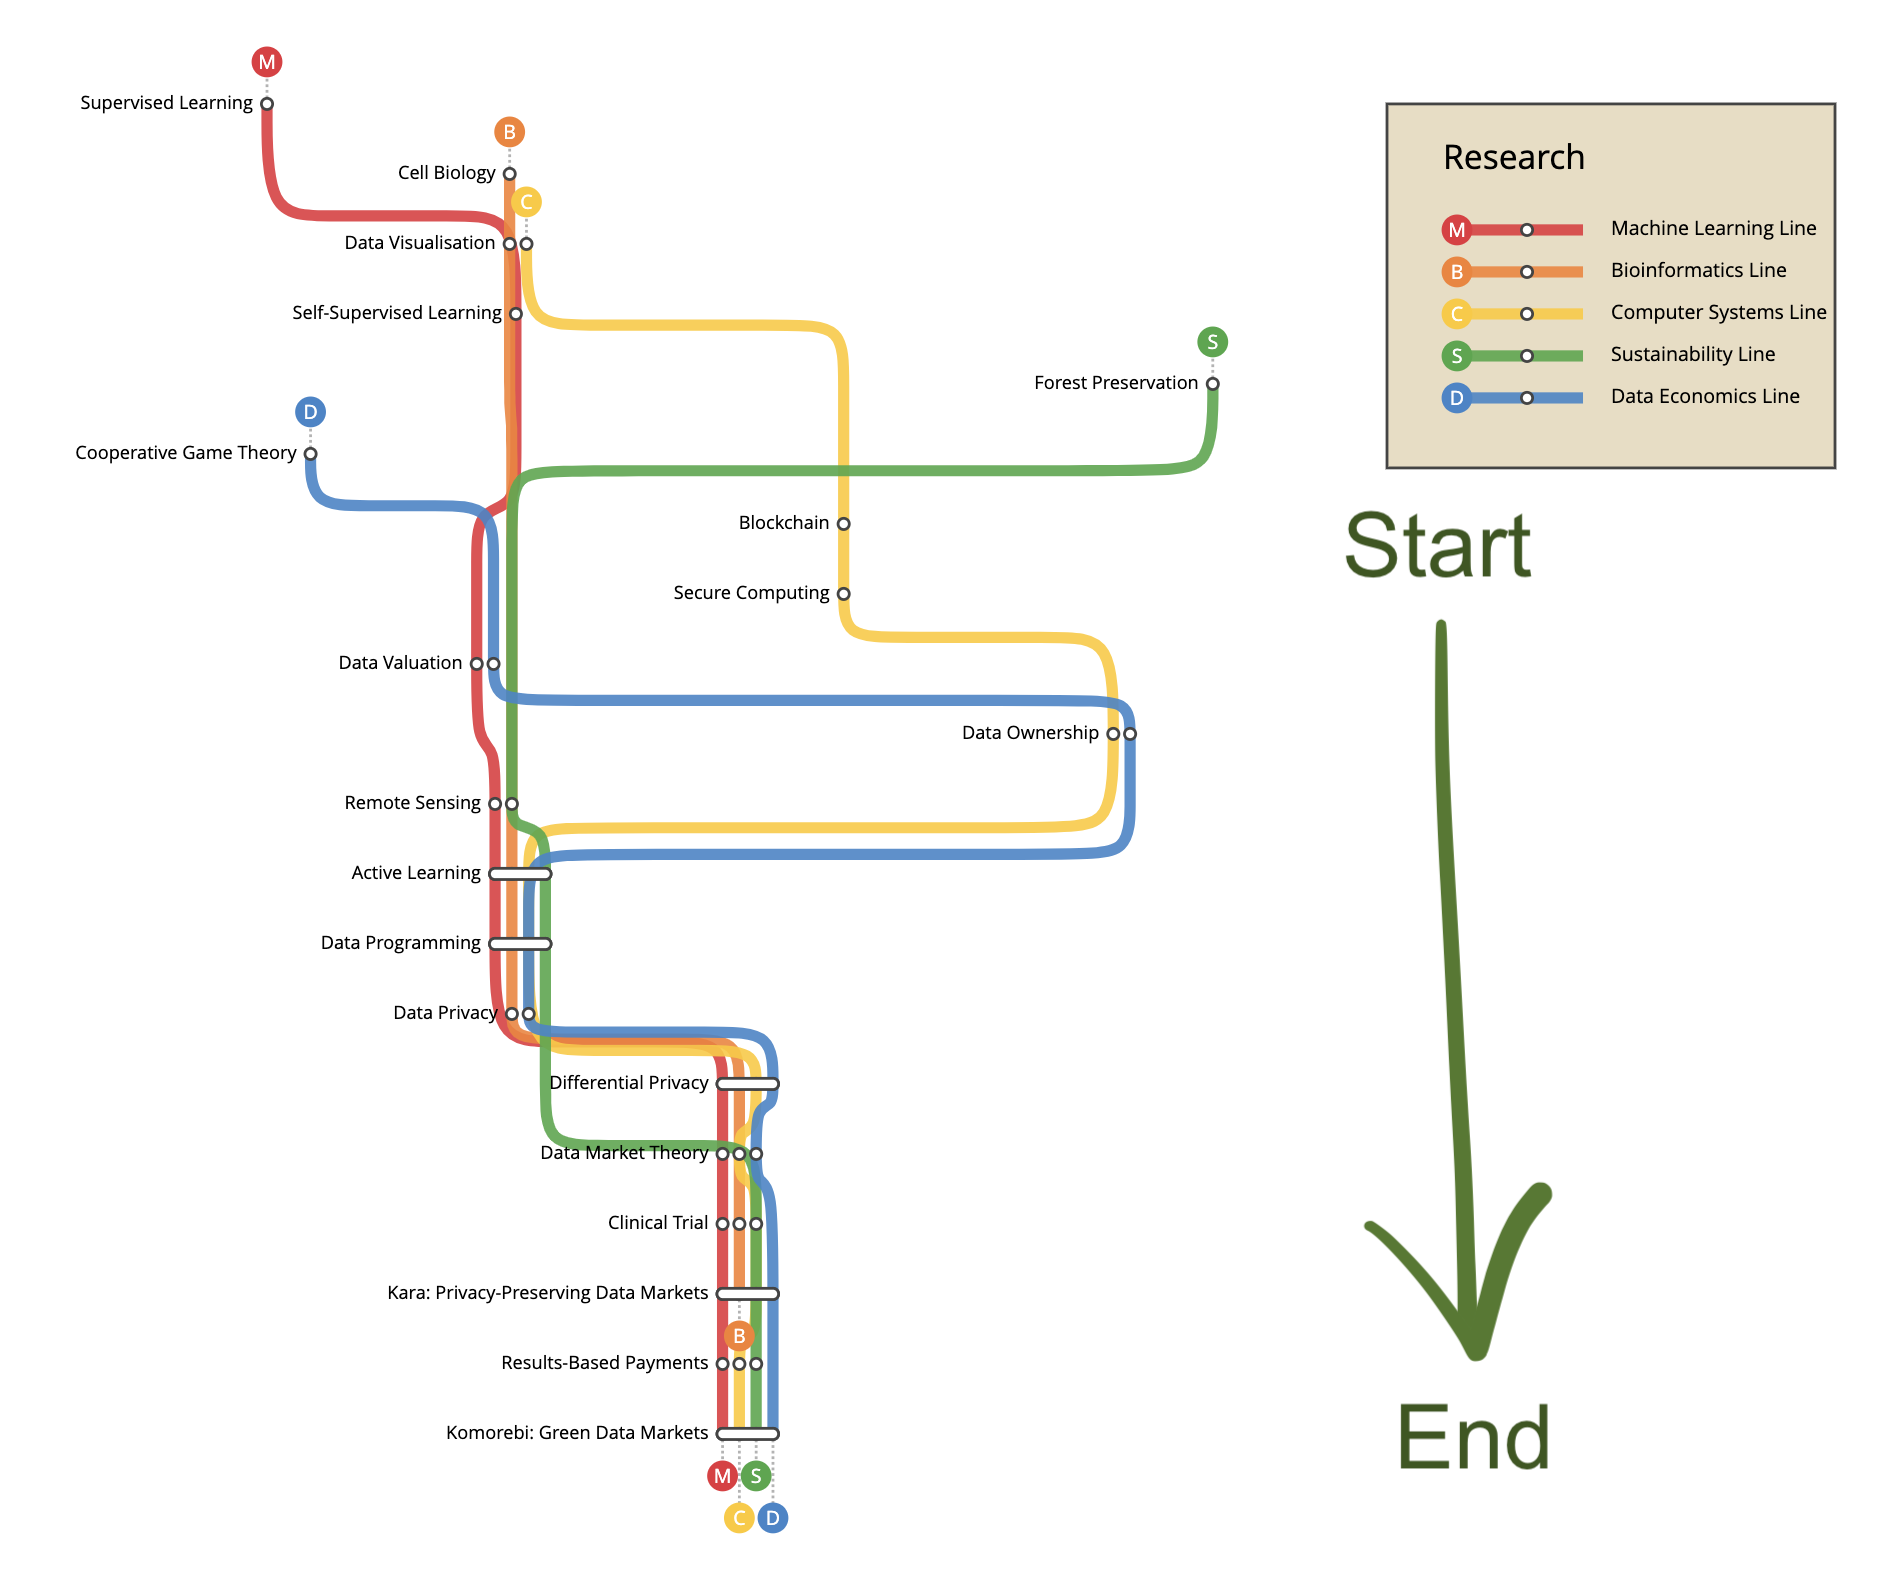 M
Supervised Learning
B
Cell Biology
C
Data Visualisation
Self-Supervised Learning
S
Forest Preservation
D
Cooperative Game Theory
Blockchain
Secure Computing
Data Valuation
Data Ownership
Remote Sensing
Active Learning
Data Programming
Data Privacy
Differential Privacy
Data Market Theory
Clinical Trial
Kara: Privacy-Preserving Data Markets
B
Results-Based Payments
Komorebi: Green Data Markets
M S
C D
Research
M Machine Learning Line
B Bioinformatics Line
C Computer Systems Line
S Sustainability Line
D Data Economics Line
Start
End